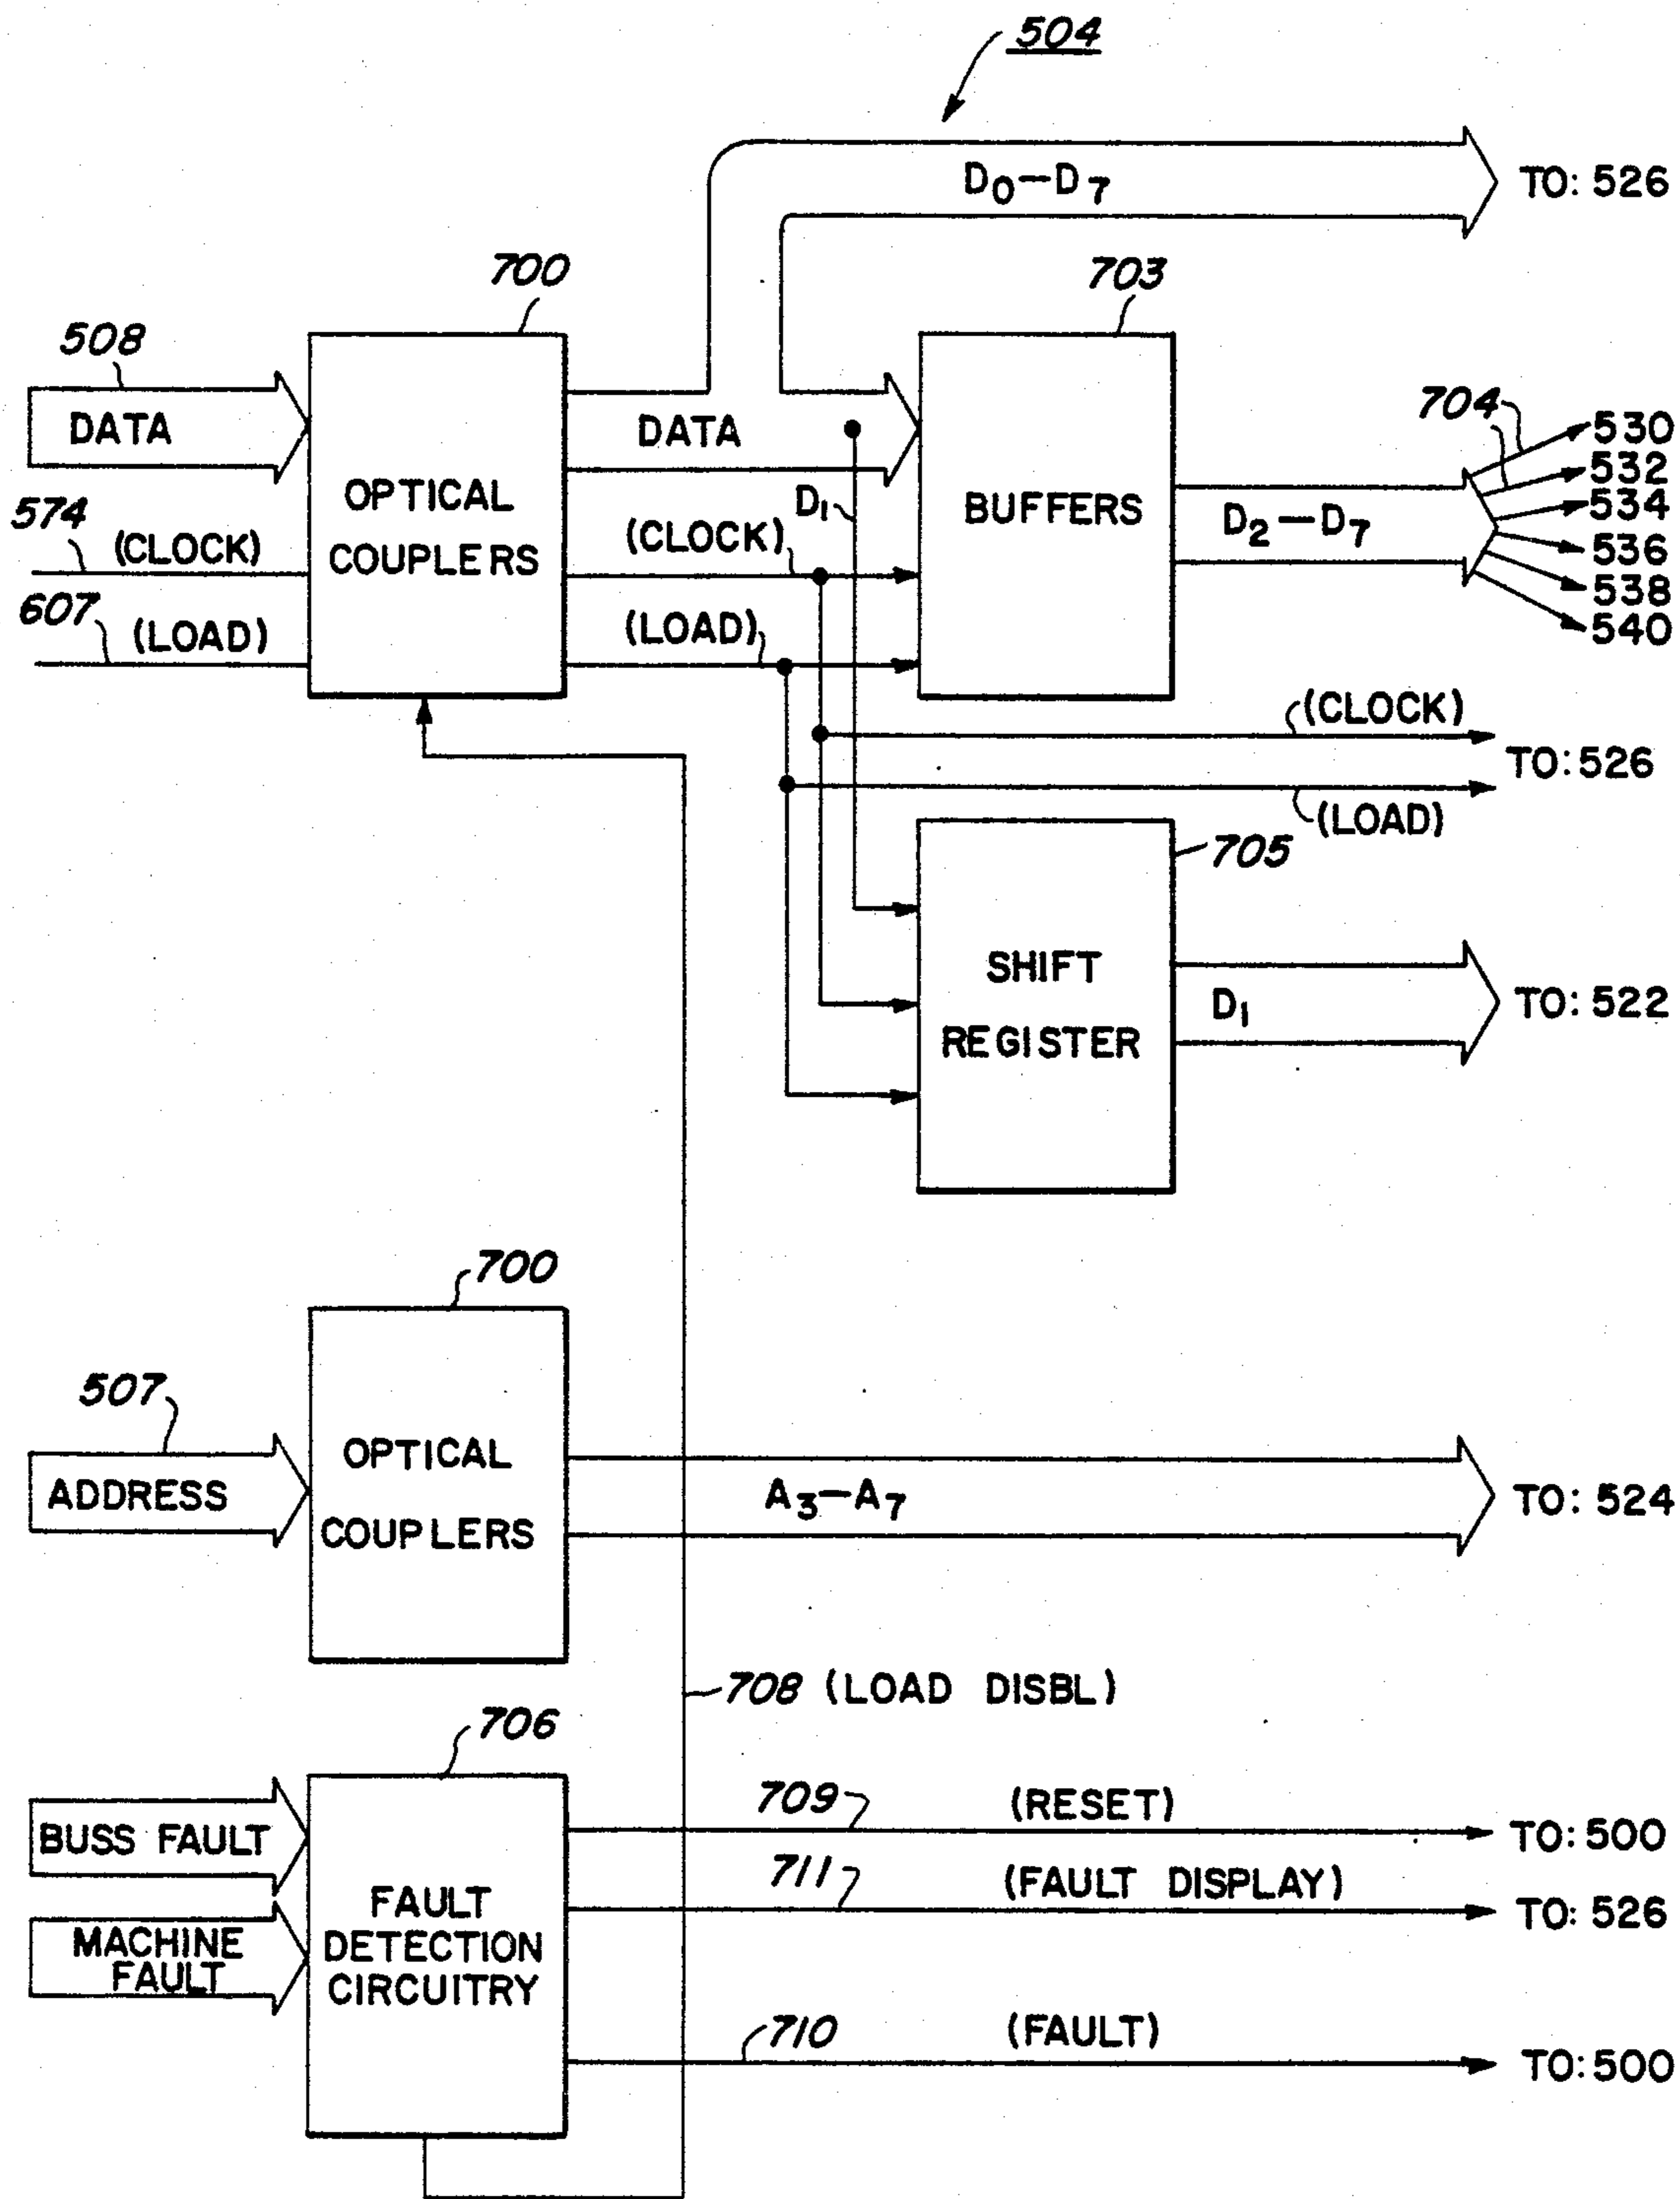 504
D0-D7
TO: 526
700
703
508
DATA
DATA
704
530
532
534
536
538
540
OPTICAL
COUPLERS
D1
BUFFERS
D2-D7
574
(CLOCK)
(CLOCK)
607
(LOAD)
(LOAD)
(CLOCK)
TO: 526
(LOAD)
705
SHIFT
REGISTER
D1
TO: 522
700
507
ADDRESS
OPTICAL
COUPLERS
A3-A7
TO: 524
708 (LOAD DISBL)
706
BUSS FAULT
709
(RESET)
TO: 500
711
(FAULT DISPLAY)
TO: 526
MACHINE
FAULT
FAULT
DETECTION
CIRCUITRY
710
(FAULT)
TO: 500